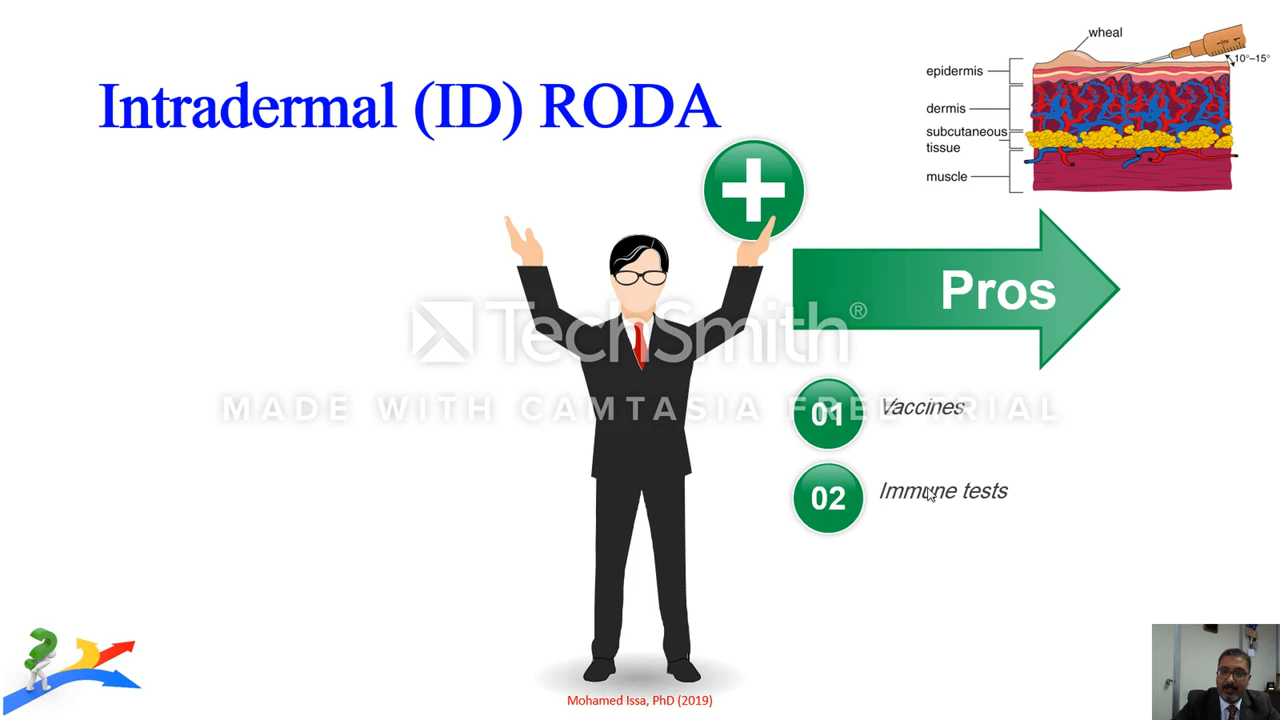 Intradermal (ID) RODA
wheal
10°–15°
epidermis
dermis
subcutaneous
tissue
muscle
Pros
TechSmith®
MADE WITH CAMTASIA FREE TRIAL
01 Vaccines
02 Immune tests
Mohamed Issa, PhD (2019)